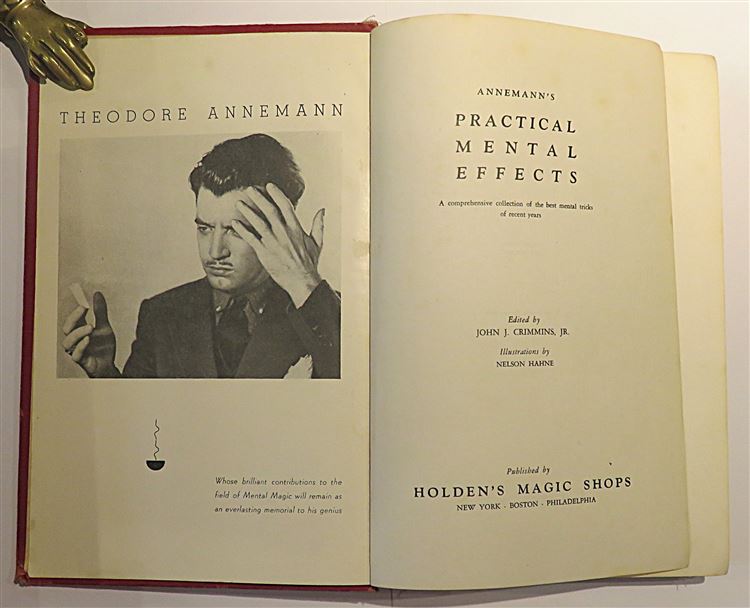 THEODORE ANNEMANN
Whose brilliant contributions to the
field of Mental Magic will remain as
an everlasting memorial to his genius
ANNEMANN'S
PRACTICAL
MENTAL
EFFECTS
A comprehensive collection of the best mental tricks
of recent years
Edited by
JOHN J. CRIMMINS, JR.
Illustrations by
NELSON HAHNE
Published by
HOLDEN'S MAGIC SHOPS
NEW YORK · BOSTON · PHILADELPHIA